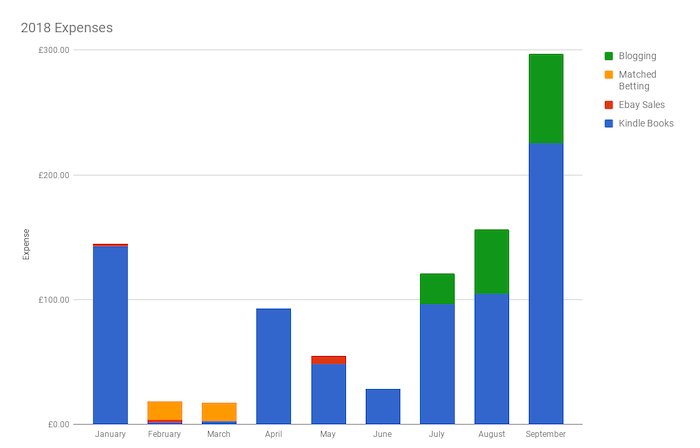 2018 Expenses
£300.00
£200.00
£100.00
£0.00
Expense
January February March April May June July August September
Blogging
Matched
Betting
Ebay Sales
Kindle Books